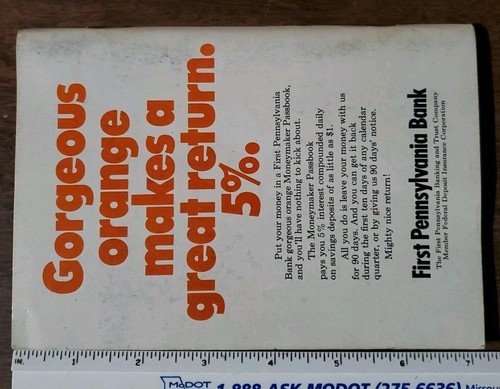 Gorgeous
orange
makes a
great return.
5%.
Put your money in a First Pennsylvania
Bank gorgeous orange Moneymaker Passbook,
and you'll have nothing to kick about.
The Moneymaker Passbook
pays you 5% interest compounded daily
on savings deposits of as little as $1.
All you do is leave your money with us
for 90 days. And you can get it back
during the first ten days of any calendar
quarter, or by giving us 90 days' notice.
Mighty nice return!
First Pennsylvania Bank
The First Pennsylvania Banking and Trust Company
Member Federal Deposit Insurance Corporation
IN. 1 2 3 4 5 6 7
MoDOT 1-888-ASK-MODOT (275-6636) Missouri